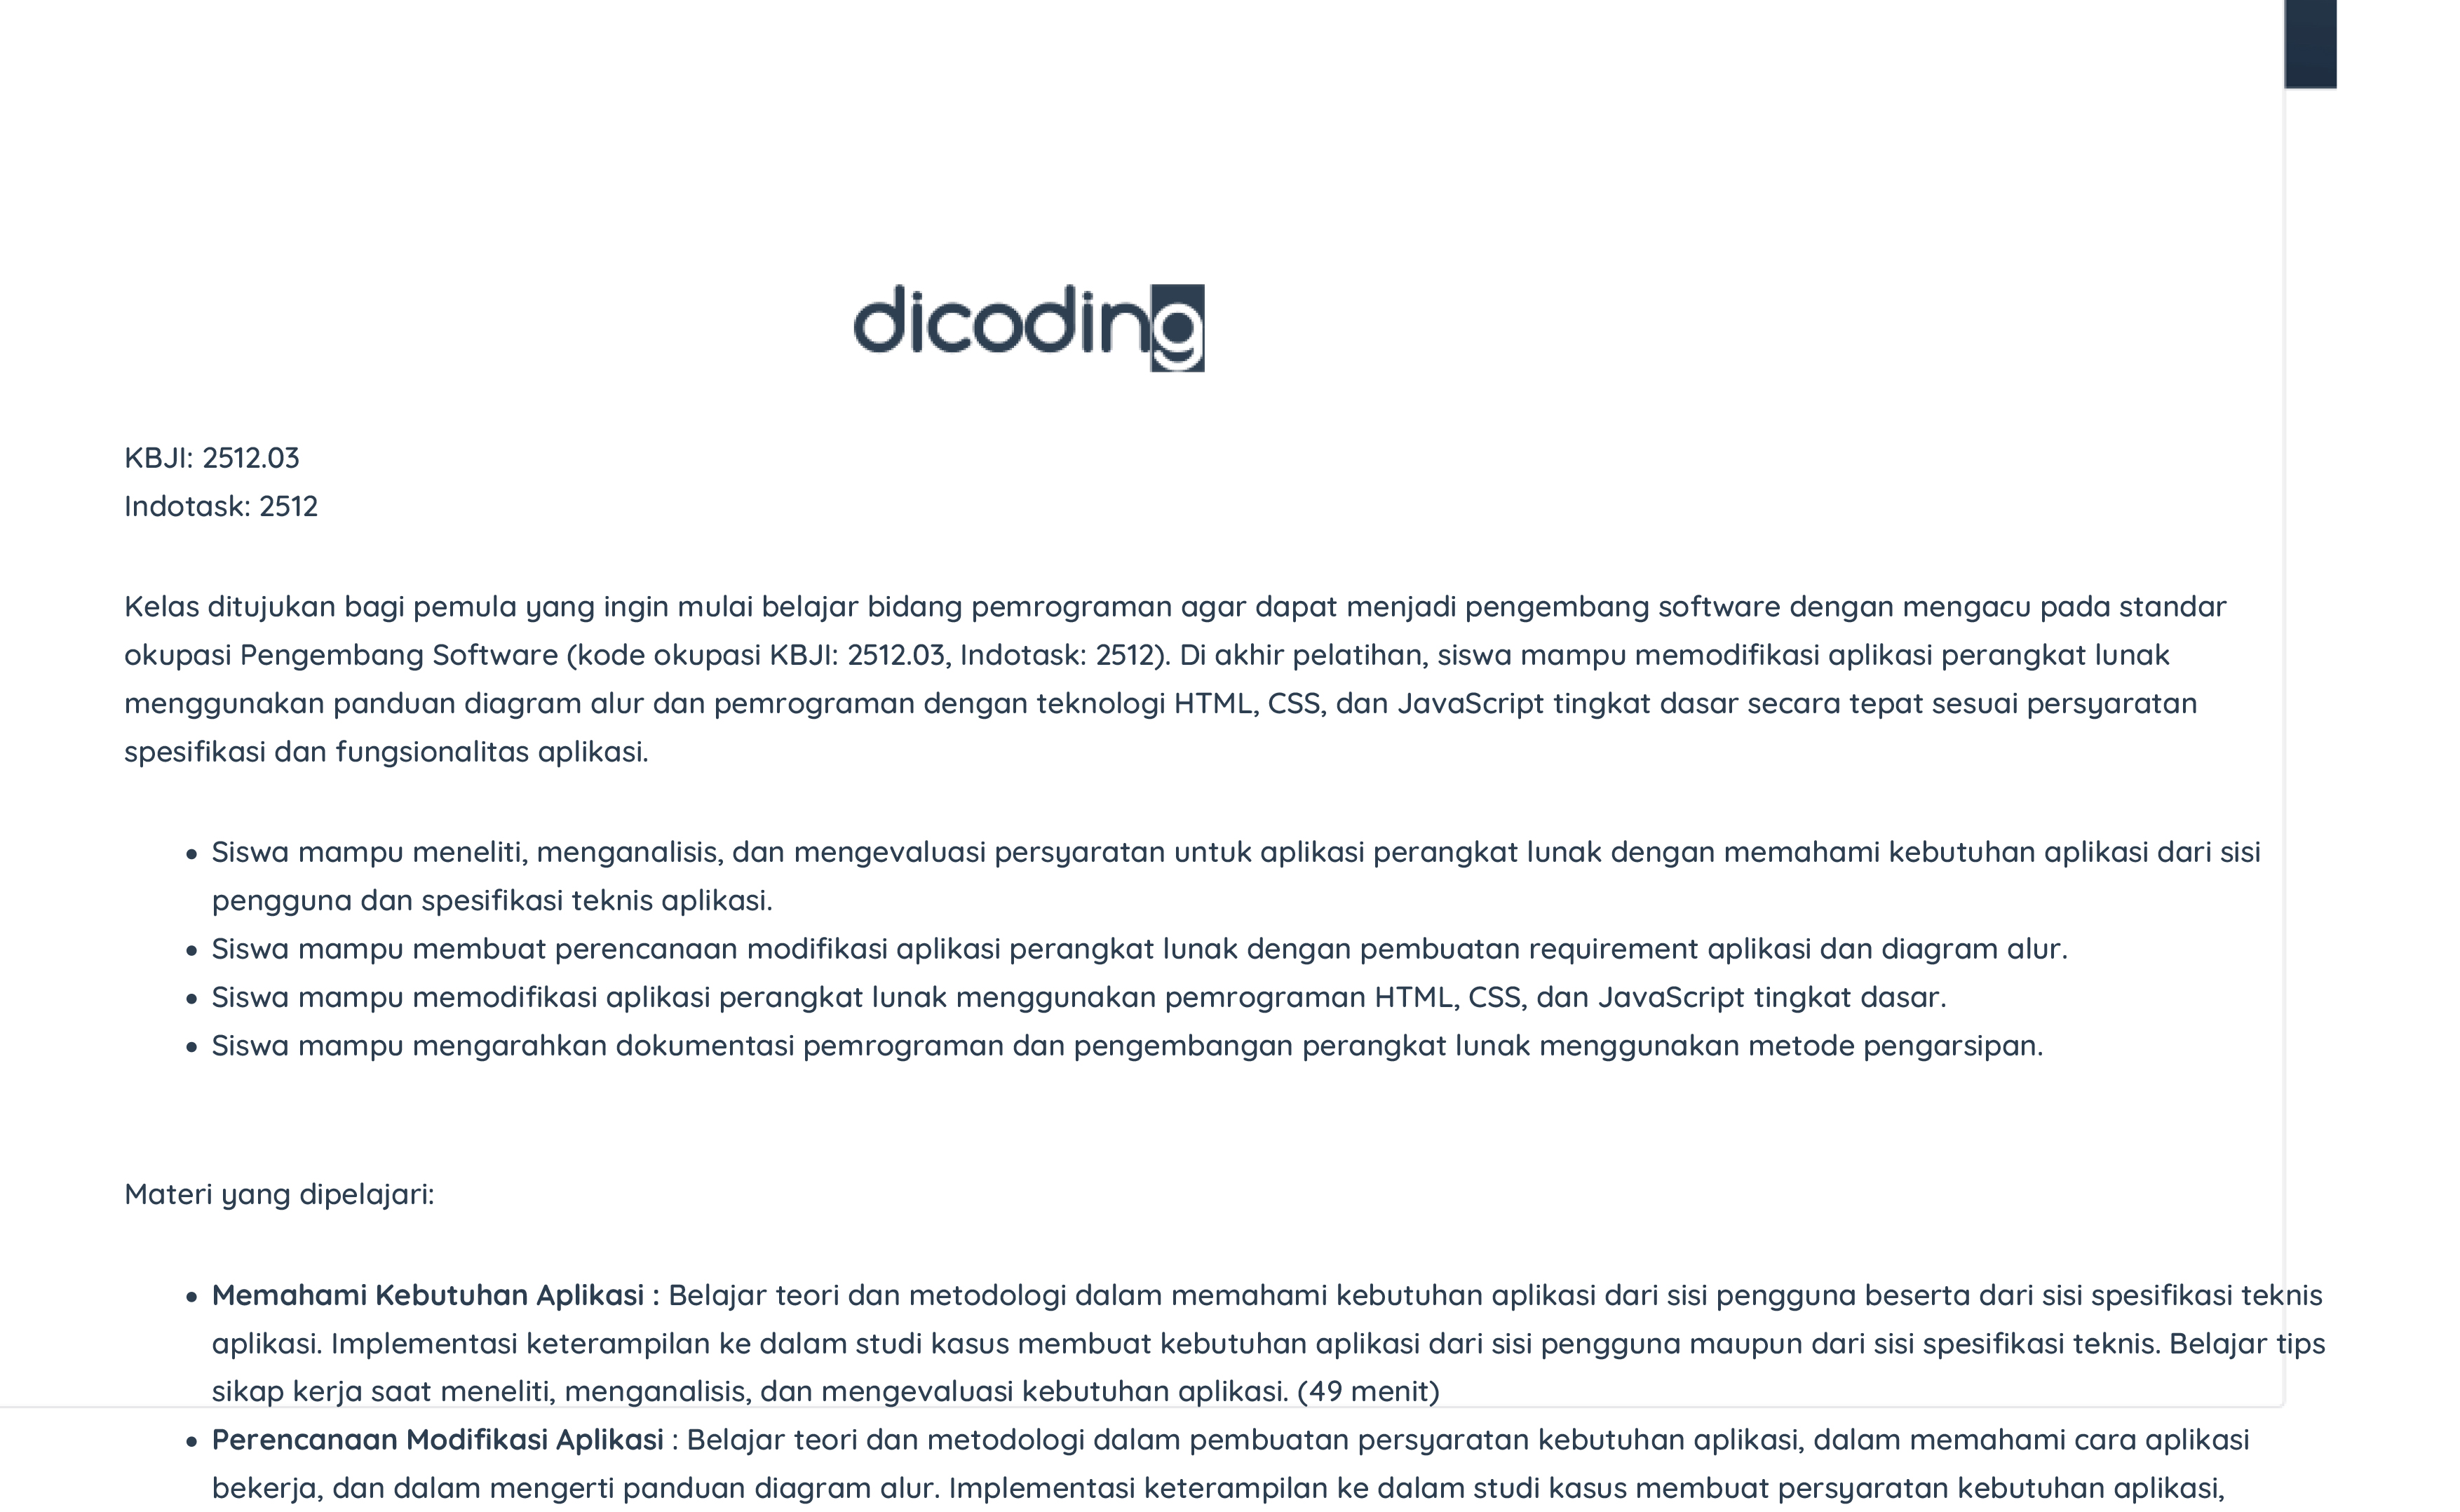 dicoding
KBJI: 2512.03
Indotask: 2512
Kelas ditujukan bagi pemula yang ingin mulai belajar bidang pemrograman agar dapat menjadi pengembang software dengan mengacu pada standar
okupasi Pengembang Software (kode okupasi KBJI: 2512.03, Indotask: 2512). Di akhir pelatihan, siswa mampu memodifikasi aplikasi perangkat lunak
menggunakan panduan diagram alur dan pemrograman dengan teknologi HTML, CSS, dan JavaScript tingkat dasar secara tepat sesuai persyaratan
spesifikasi dan fungsionalitas aplikasi.
• Siswa mampu meneliti, menganalisis, dan mengevaluasi persyaratan untuk aplikasi perangkat lunak dengan memahami kebutuhan aplikasi dari sisi
pengguna dan spesifikasi teknis aplikasi.
• Siswa mampu membuat perencanaan modifikasi aplikasi perangkat lunak dengan pembuatan requirement aplikasi dan diagram alur.
• Siswa mampu memodifikasi aplikasi perangkat lunak menggunakan pemrograman HTML, CSS, dan JavaScript tingkat dasar.
• Siswa mampu mengarahkan dokumentasi pemrograman dan pengembangan perangkat lunak menggunakan metode pengarsipan.
Materi yang dipelajari:
• Memahami Kebutuhan Aplikasi : Belajar teori dan metodologi dalam memahami kebutuhan aplikasi dari sisi pengguna beserta dari sisi spesifikasi teknis
aplikasi. Implementasi keterampilan ke dalam studi kasus membuat kebutuhan aplikasi dari sisi pengguna maupun dari sisi spesifikasi teknis. Belajar tips
sikap kerja saat meneliti, menganalisis, dan mengevaluasi kebutuhan aplikasi. (49 menit)
• Perencanaan Modifikasi Aplikasi : Belajar teori dan metodologi dalam pembuatan persyaratan kebutuhan aplikasi, dalam memahami cara aplikasi
bekerja, dan dalam mengerti panduan diagram alur. Implementasi keterampilan ke dalam studi kasus membuat persyaratan kebutuhan aplikasi,